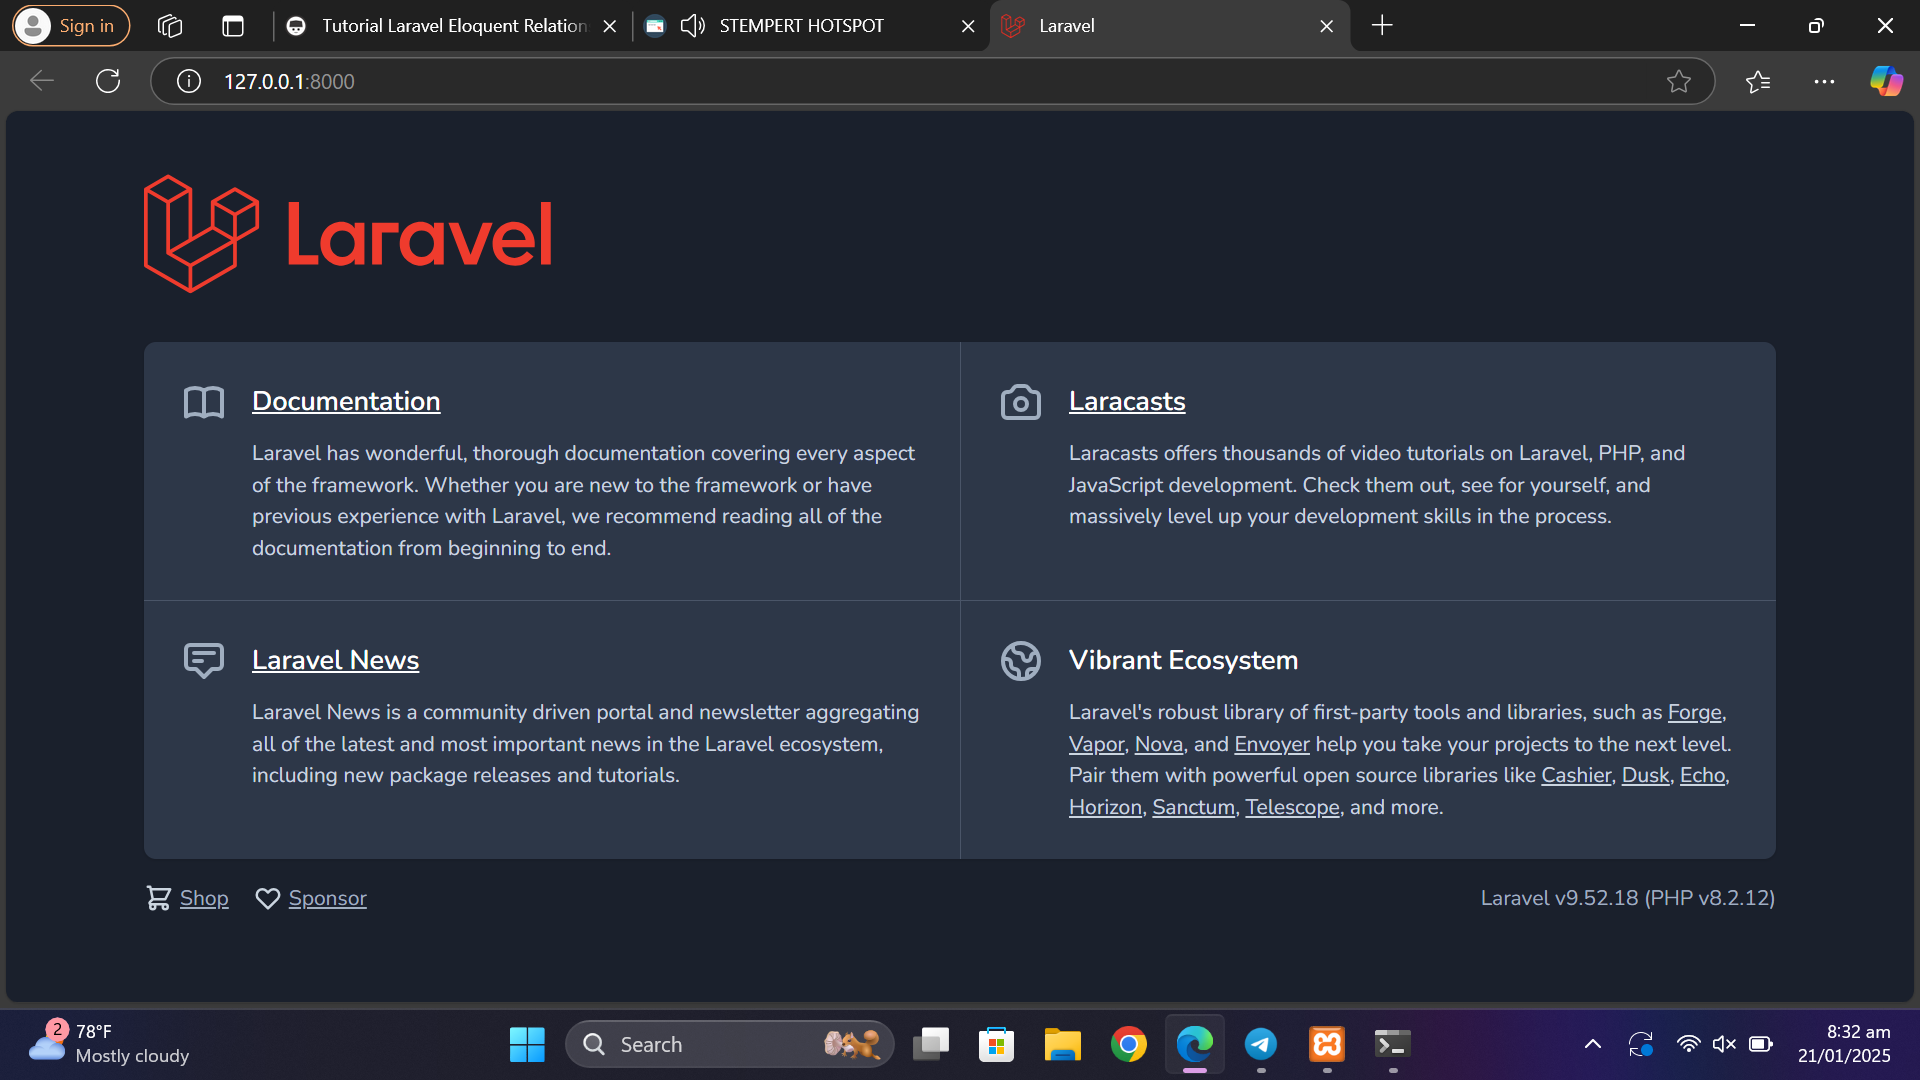 Sign in
Tutorial Laravel Eloquent Relation
STEMPERT HOTSPOT
Laravel
127.0.0.1:8000
Laravel
Documentation
Laravel has wonderful, thorough documentation covering every aspect
of the framework. Whether you are new to the framework or have
previous experience with Laravel, we recommend reading all of the
documentation from beginning to end.
Laracasts
Laracasts offers thousands of video tutorials on Laravel, PHP, and
JavaScript development. Check them out, see for yourself, and
massively level up your development skills in the process.
Laravel News
Laravel News is a community driven portal and newsletter aggregating
all of the latest and most important news in the Laravel ecosystem,
including new package releases and tutorials.
Vibrant Ecosystem
Laravel's robust library of first-party tools and libraries, such as Forge,
Vapor, Nova, and Envoyer help you take your projects to the next level.
Pair them with powerful open source libraries like Cashier, Dusk, Echo,
Horizon, Sanctum, Telescope, and more.
Shop
Sponsor
Laravel v9.52.18 (PHP v8.2.12)
2
78°F
Mostly cloudy
Search
8:32 am
21/01/2025